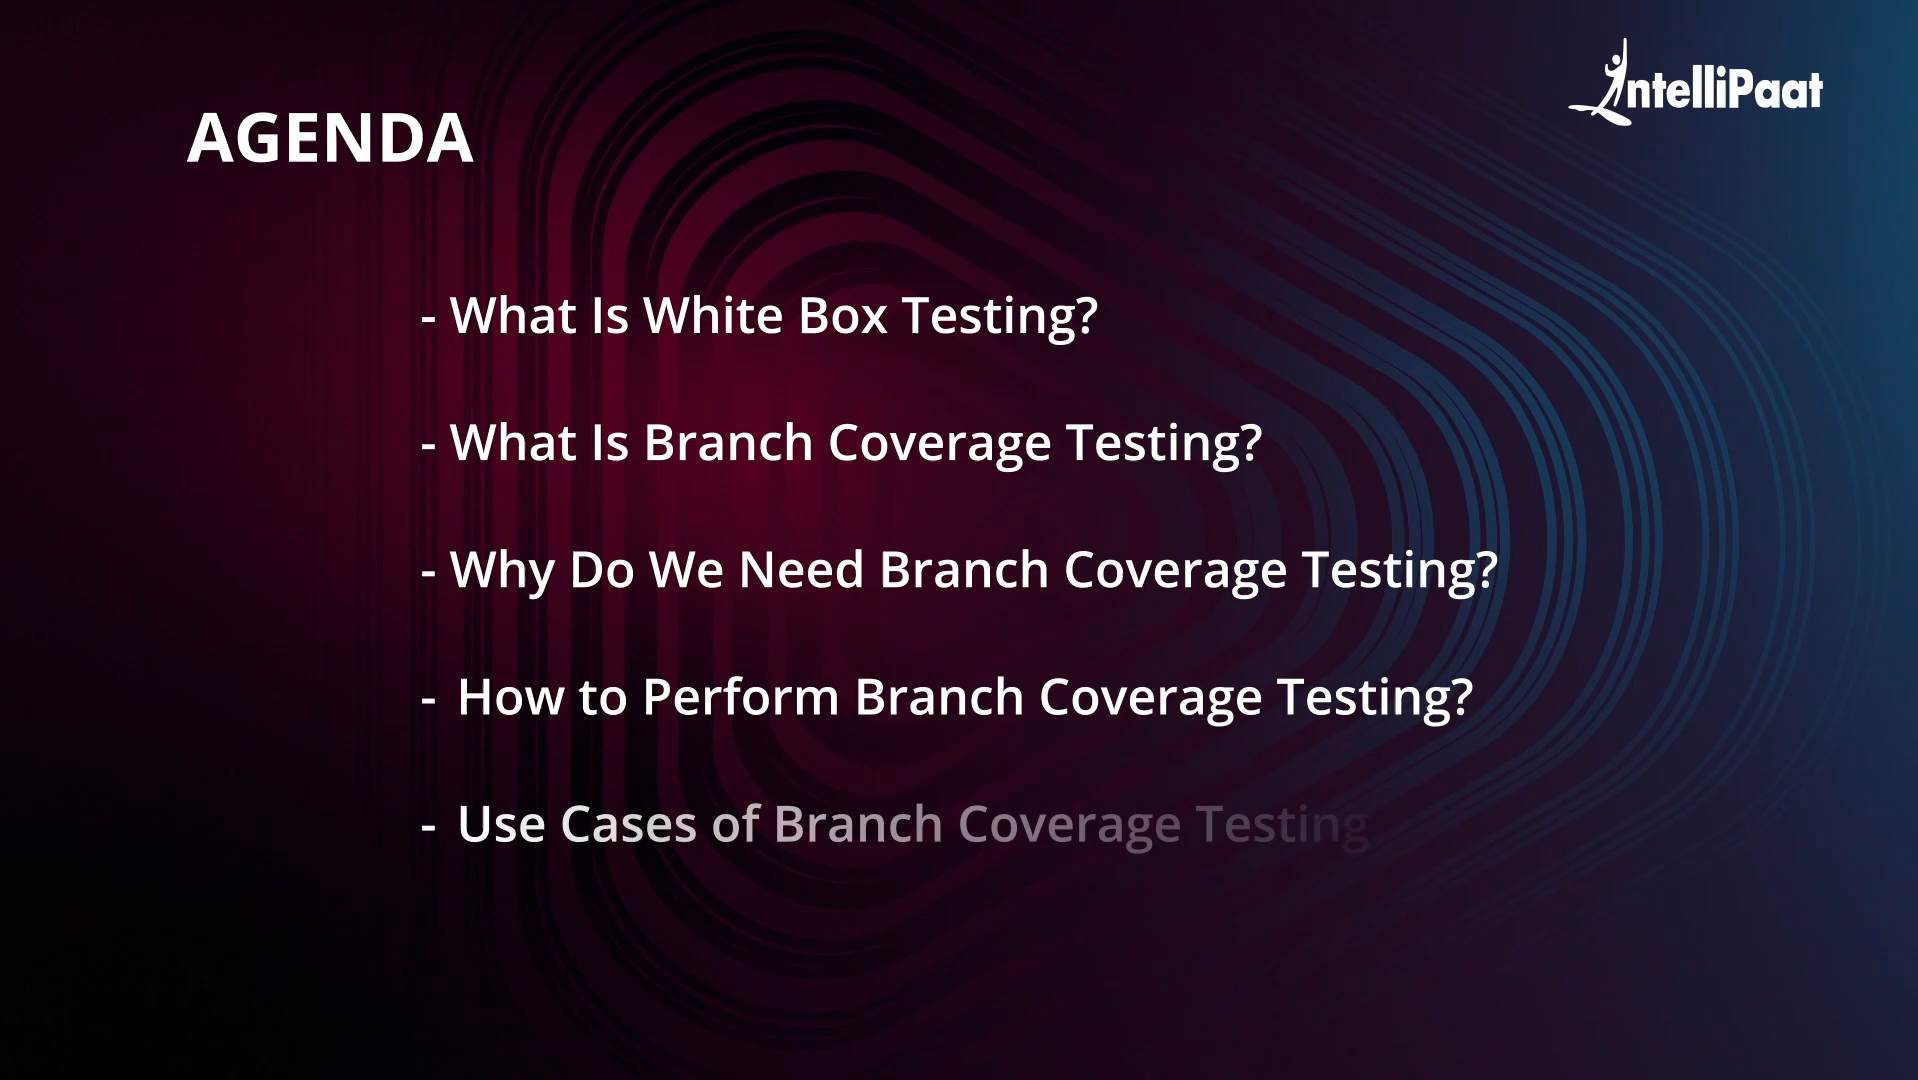 IntelliPaat
AGENDA
- What Is White Box Testing?
- What Is Branch Coverage Testing?
- Why Do We Need Branch Coverage Testing?
- How to Perform Branch Coverage Testing?
- Use Cases of Branch Coverage Testing